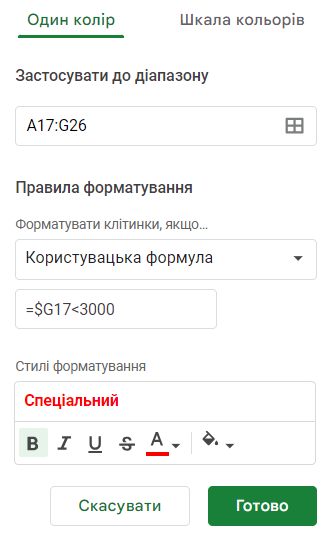 Один колір Шкала кольорів
Застосувати до діапазону
A17:G26
Правила форматування
Форматувати клітинки, якщо…
Користувацька формула
=$G17<3000
Стилі форматування
Спеціальний
B I U S A
Скасувати Готово